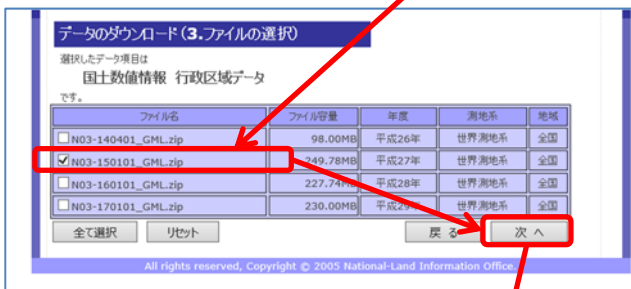 データのダウンロード(3.ファイルの選択)
選択したデータ項目は
国土数値情報 行政区域データ
です。
ファイル名 ファイル容量 年度 測地系 地域
N03-140401_GML.zip 98.00MB 平成26年 世界測地系 全国
N03-150101_GML.zip 249.78MB 平成27年 世界測地系 全国
N03-160101_GML.zip 227.74MB 平成28年 世界測地系 全国
N03-170101_GML.zip 230.00MB 平成29年 世界測地系 全国
全て選択 リセット 戻 る 次 へ
All rights reserved, Copyright © 2005 National-Land Information Office.